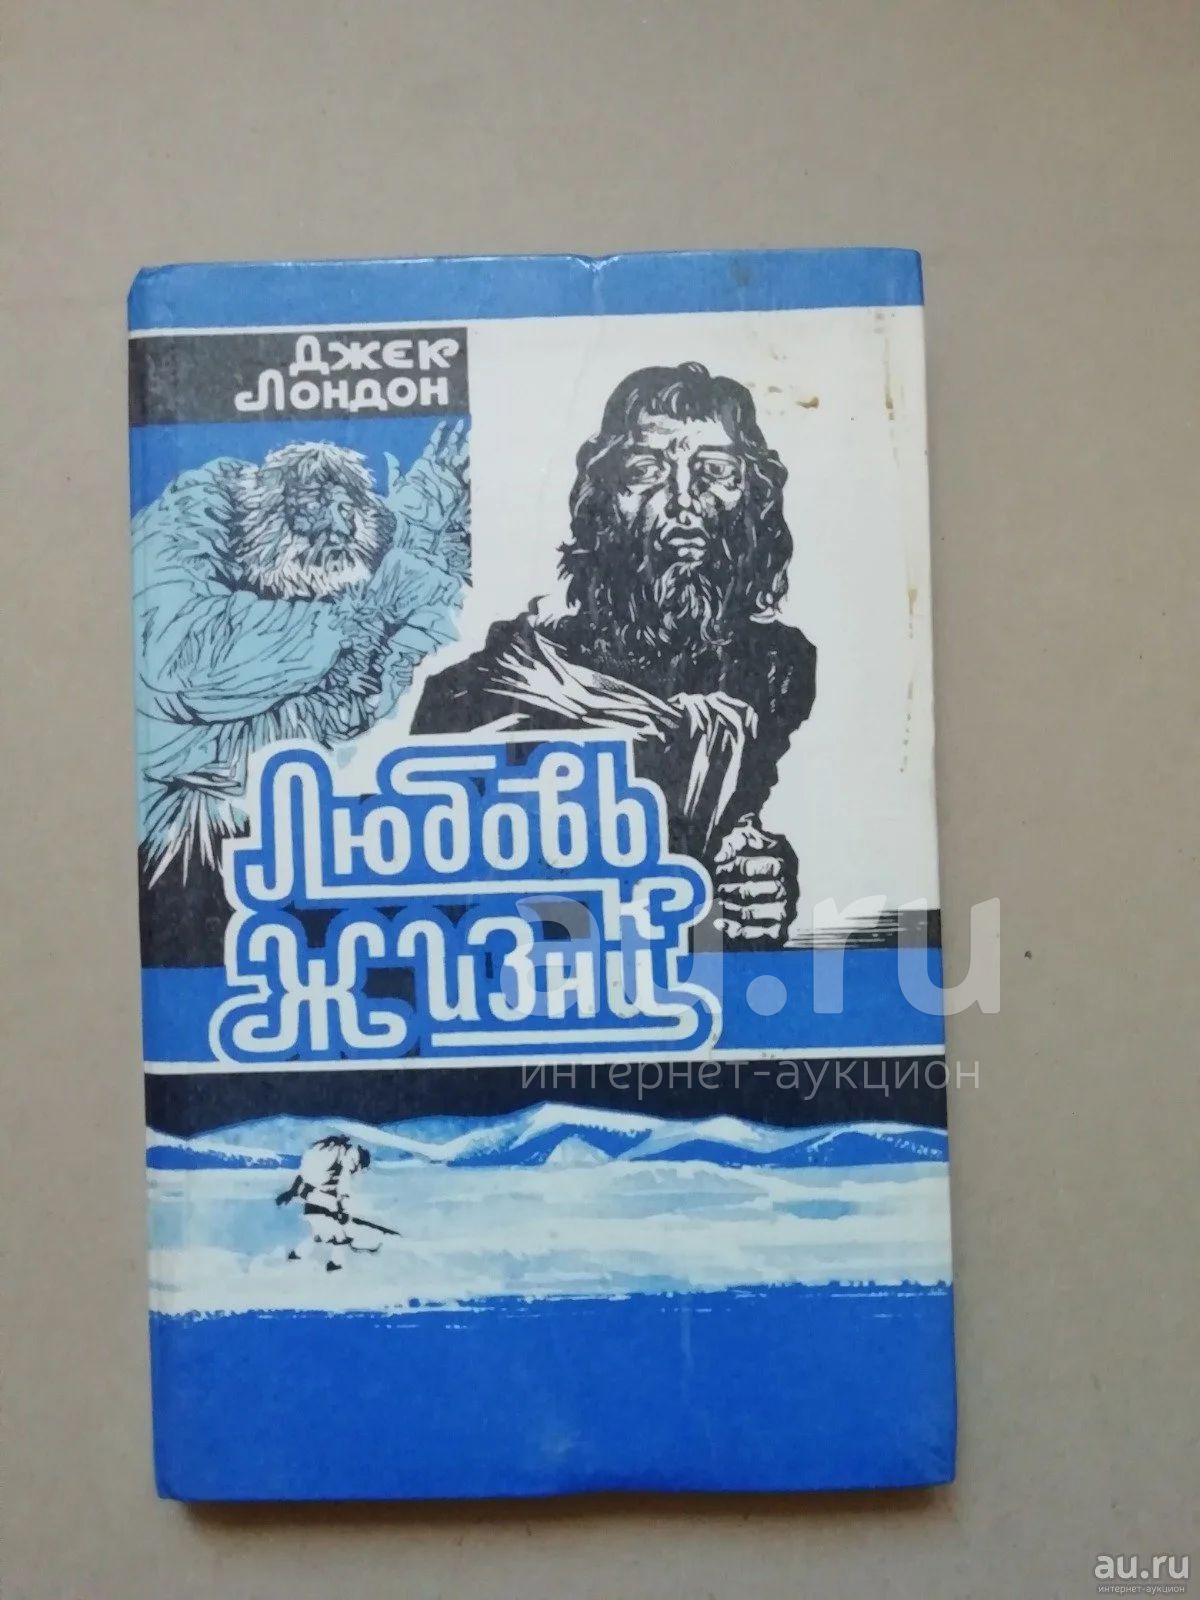 Джек
Лондон
Любовь
к
Жизни
au.ru
интернет-аукцион
au.ru
интернет-аукцион